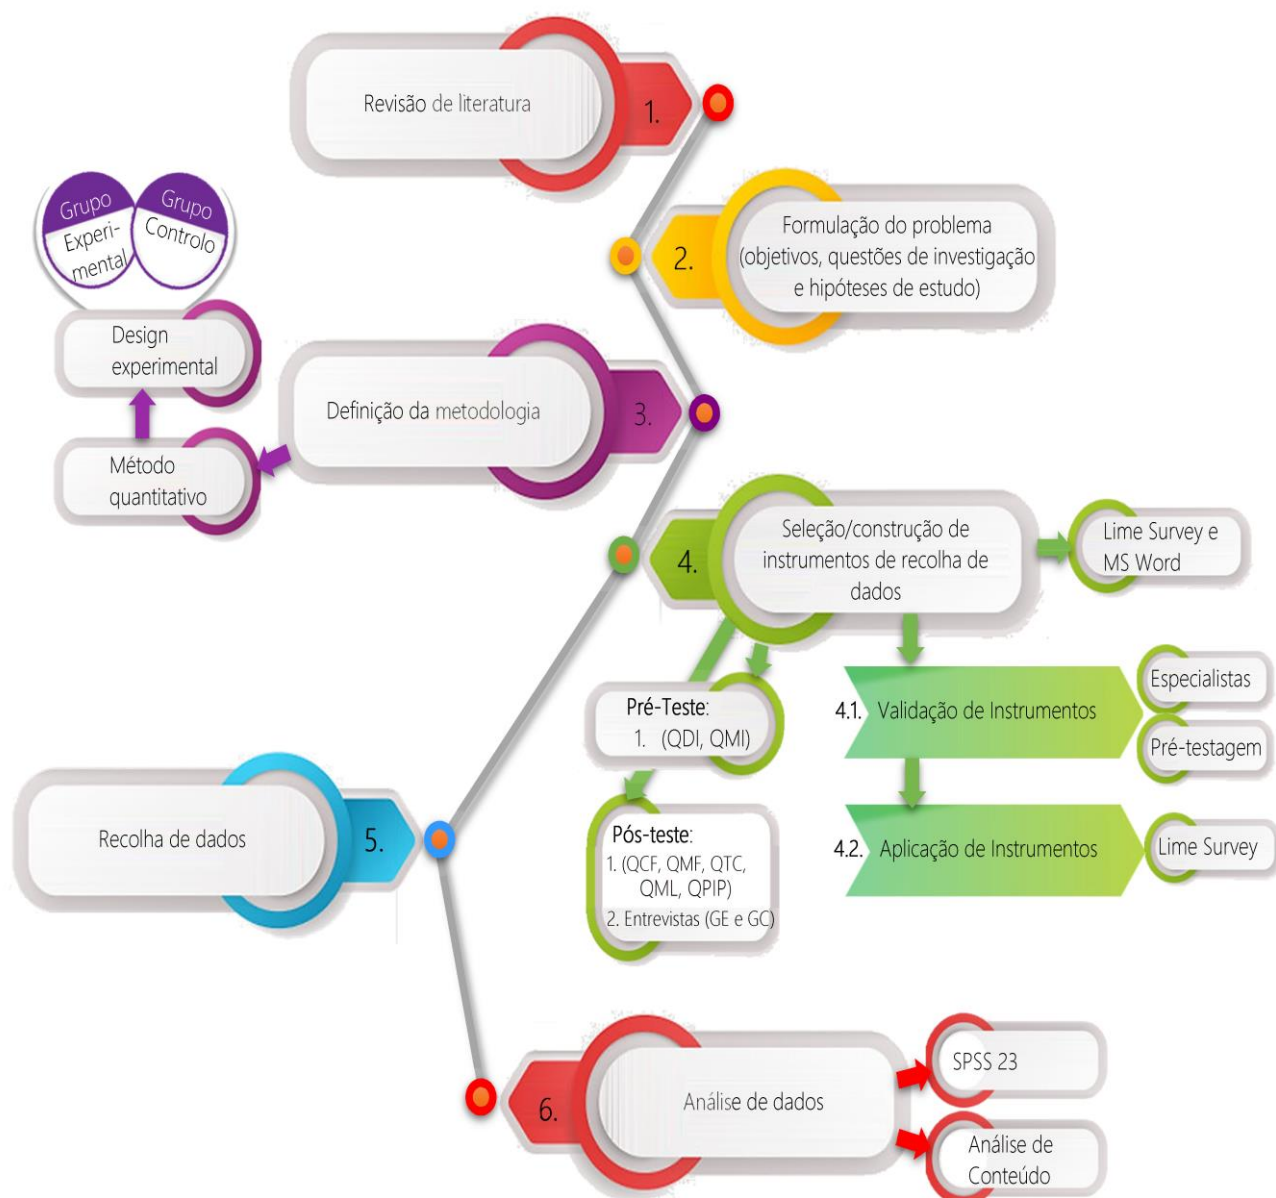 Revisão de literatura
1.
2.
Formulação do problema
(objetivos, questões de investigação
e hipóteses de estudo)
Grupo
Experi-
mental
Grupo
Controlo
Design
experimental
Método
quantitativo
Definição da metodologia
3.
4.
Seleção/construção de
instrumentos de recolha de
dados
Lime Survey e
MS Word
Pré-Teste:
1. (QDI, QMI)
Pós-teste:
1. (QCF, QMF, QTC,
QML, QPIP)
2. Entrevistas (GE e GC)
4.1. Validação de Instrumentos
Especialistas
Pré-testagem
4.2. Aplicação de Instrumentos
Lime Survey
Recolha de dados
5.
6.
Análise de dados
SPSS 23
Análise de
Conteúdo